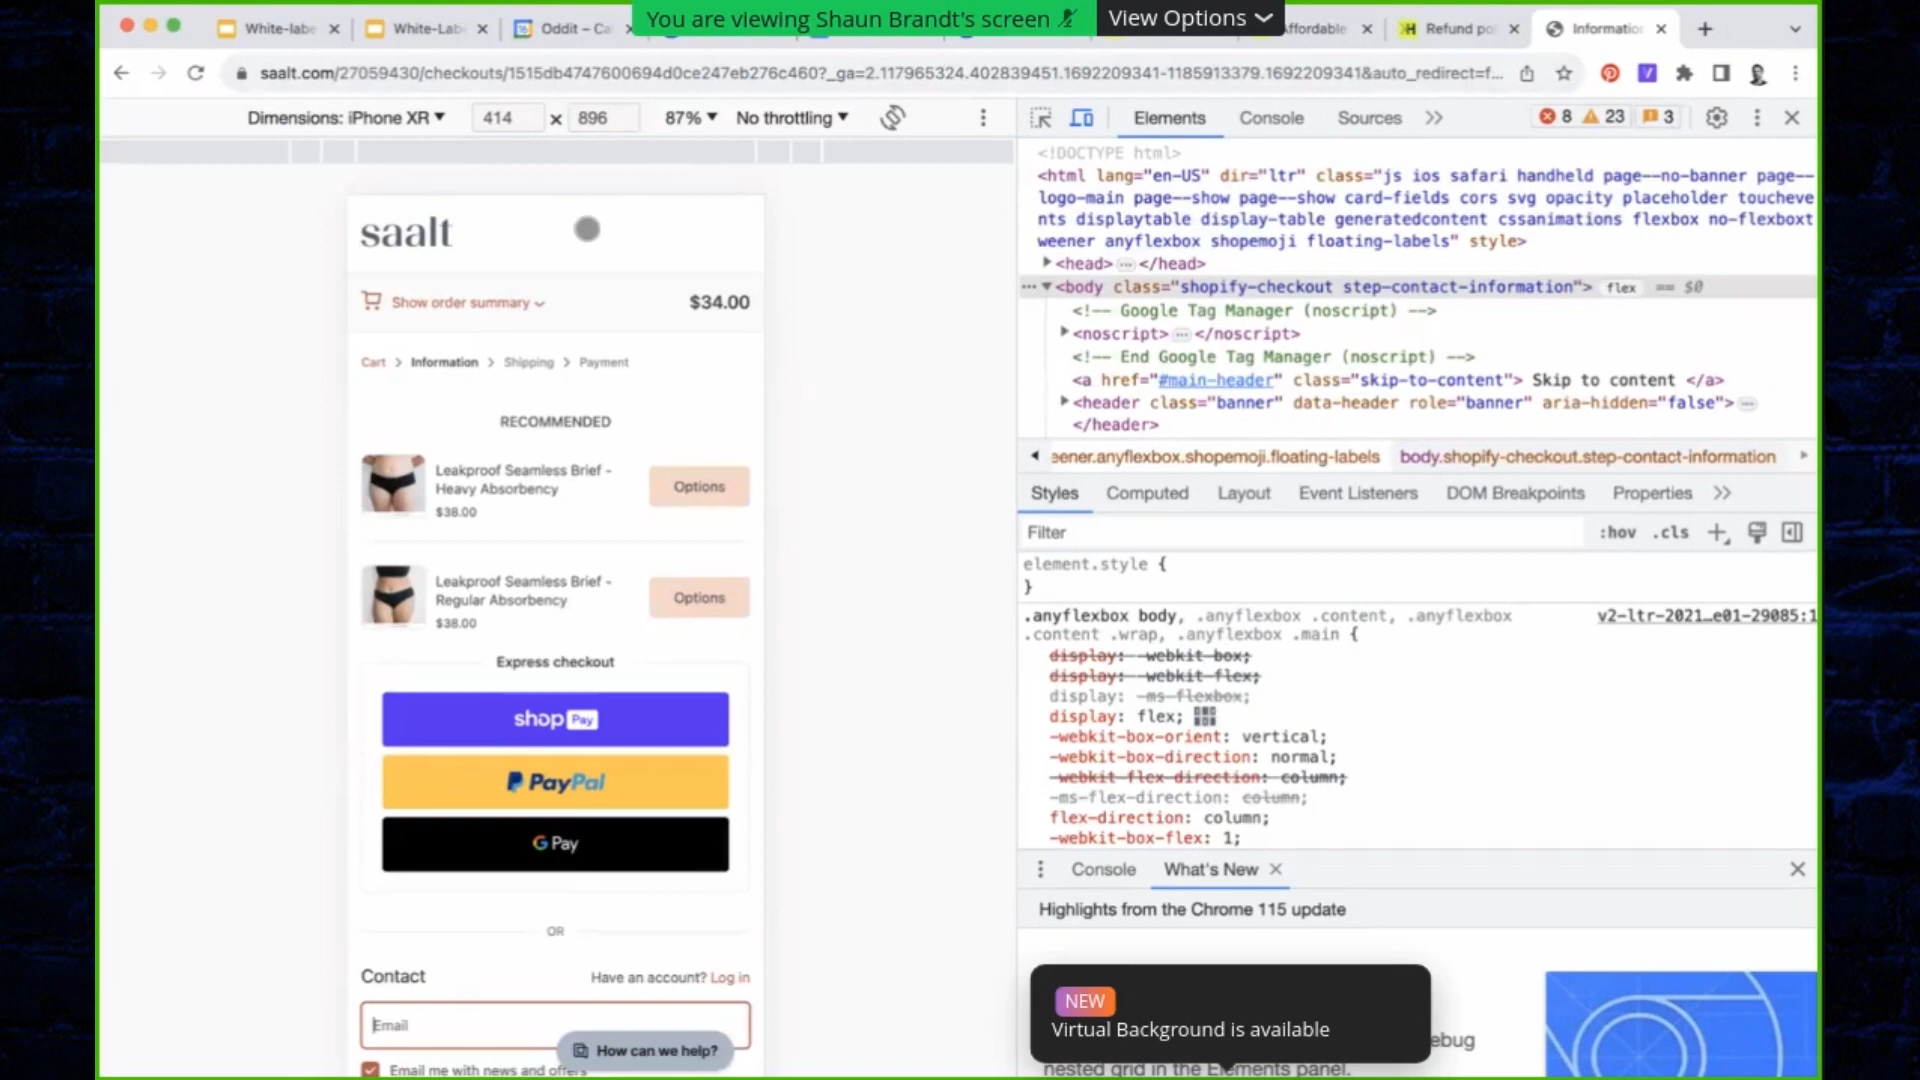 You are viewing Shaun Brandt's screen
View Options
White-labe
White-Lab
Oddit – Ca
ffordable
Refund po
Informatio
saalt.com/27059430/checkouts/1515db4747600694d0ce247eb276c460?_ga=2.117965324.402839451.1692209341-1185913379.1692209341&auto_redirect=f...
Dimensions: iPhone XR ▼
414 × 896
87% ▼
No throttling ▼
Elements
Console
Sources
8
23
3
saalt
Show order summary
$34.00
Cart > Information > Shipping > Payment
RECOMMENDED
Leakproof Seamless Brief -
Heavy Absorbency
$38.00
Options
Leakproof Seamless Brief -
Regular Absorbency
$38.00
Options
Express checkout
shop Pay
PayPal
G Pay
OR
Contact
Have an account? Log in
Email
How can we help?
Email me with news and offers
<!DOCTYPE html>
<html lang="en-US" dir="ltr" class="js ios safari handheld page--no-banner page--
logo-main page--show page--show card-fields cors svg opacity placeholder toucheve
nts displaytable display-table generatedcontent cssanimations flexbox no-flexboxt
weener anyflexbox shopemoji floating-labels" style>
<head> ... </head>
... <body class="shopify-checkout step-contact-information"> flex == $0
<!-- Google Tag Manager (noscript) -->
<noscript> ... </noscript>
<!-- End Google Tag Manager (noscript) -->
<a href="#main-header" class="skip-to-content"> Skip to content </a>
<header class="banner" data-header role="banner" aria-hidden="false"> ...
</header>
eener.anyflexbox.shopemoji.floating-labels
body.shopify-checkout.step-contact-information
Styles
Computed
Layout
Event Listeners
DOM Breakpoints
Properties
Filter
:hov
.cls
element.style {
}
.anyflexbox body, .anyflexbox .content, .anyflexbox
v2-ltr-2021…e01-29085:1
.content .wrap, .anyflexbox .main {
display: -webkit-box;
display: -webkit-flex;
display: -ms-flexbox;
display: flex;
-webkit-box-orient: vertical;
-webkit-box-direction: normal;
-webkit-flex-direction: column;
-ms-flex-direction: column;
flex-direction: column;
-webkit-box-flex: 1;
Console
What's New
Highlights from the Chrome 115 update
NEW
Virtual Background is available
ebug
nested grid in the Elements panel.